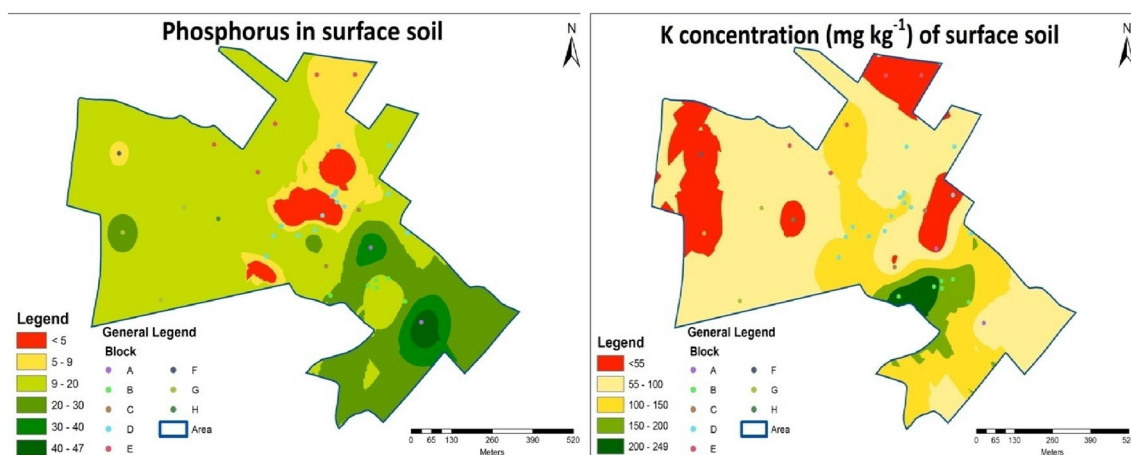 Phosphorus in surface soil
N
Legend
< 5
5 - 9
9 - 20
20 - 30
30 - 40
40 - 47
General Legend
Block
A
B
C
D
E
F
G
H
Area
0 65 130 260 390 520
Meters
K concentration (mg kg⁻¹) of surface soil
N
Legend
<55
55 - 100
100 - 150
150 - 200
200 - 249
General Legend
Block
A
B
C
D
E
F
G
H
Area
0 65 130 260 390 520
Meters